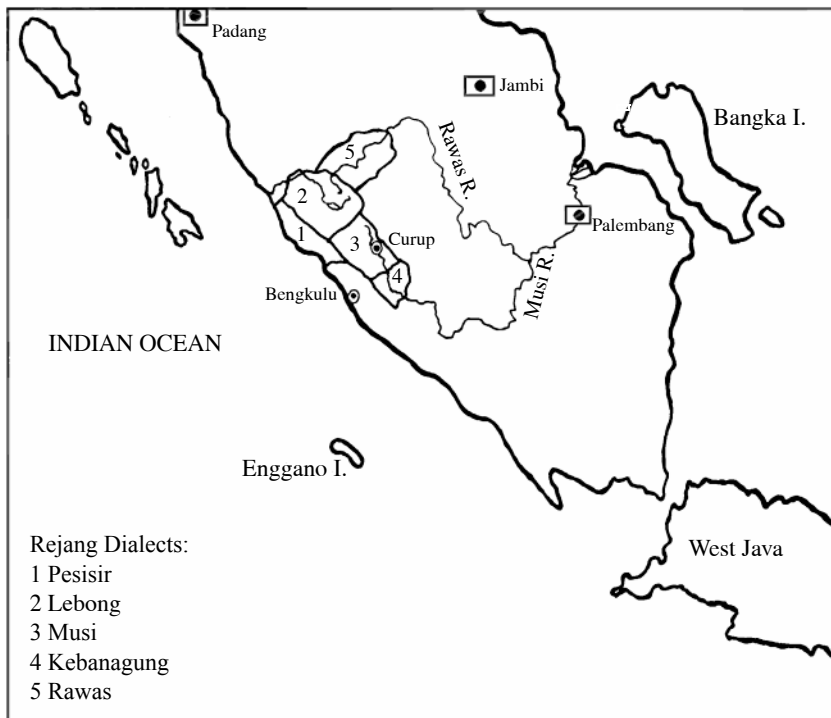 Padang
Jambi
Bangka I.
Rawas R.
5
2
1
3
Curup
4
Palembang
Bengkulu
Musi R.
INDIAN OCEAN
Enggano I.
West Java
Rejang Dialects:
1 Pesisir
2 Lebong
3 Musi
4 Kebanagung
5 Rawas